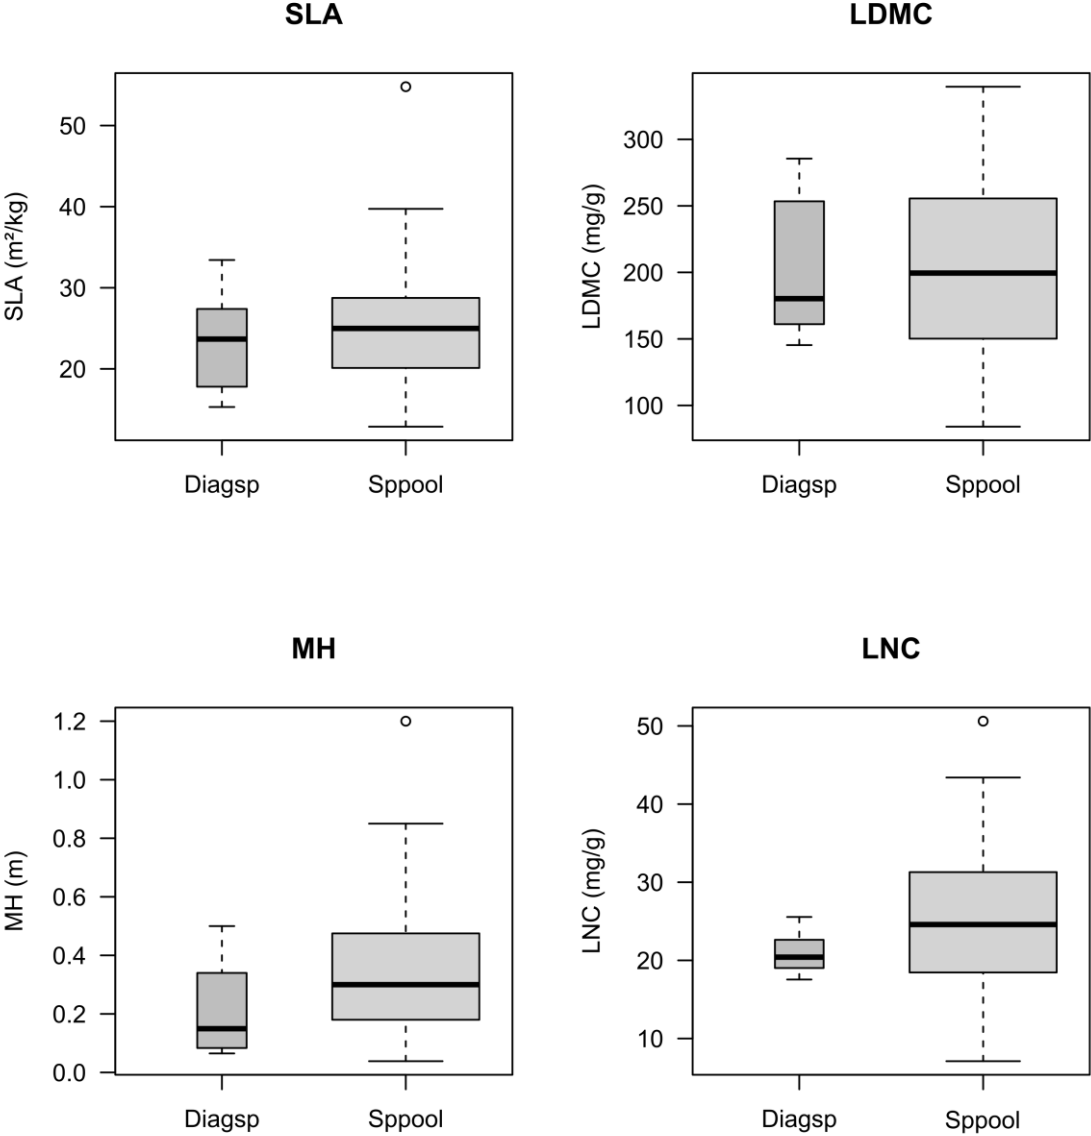 SLA
SLA (m²/kg)
50
40
30
20
Diagsp Sppool
LDMC
LDMC (mg/g)
300
250
200
150
100
Diagsp Sppool
MH
MH (m)
1.2
1.0
0.8
0.6
0.4
0.2
0.0
Diagsp Sppool
LNC
LNC (mg/g)
50
40
30
20
10
Diagsp Sppool